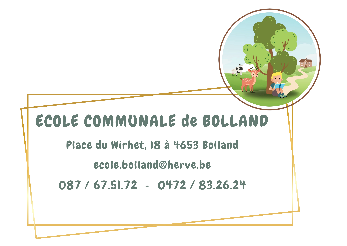 ECOLE COMMUNALE de BOLLAND
Place du Wirhet, 18 à 4653 Bolland
ecole.bolland@herve.be
087 / 67.51.72 - 0472 / 83.26.24